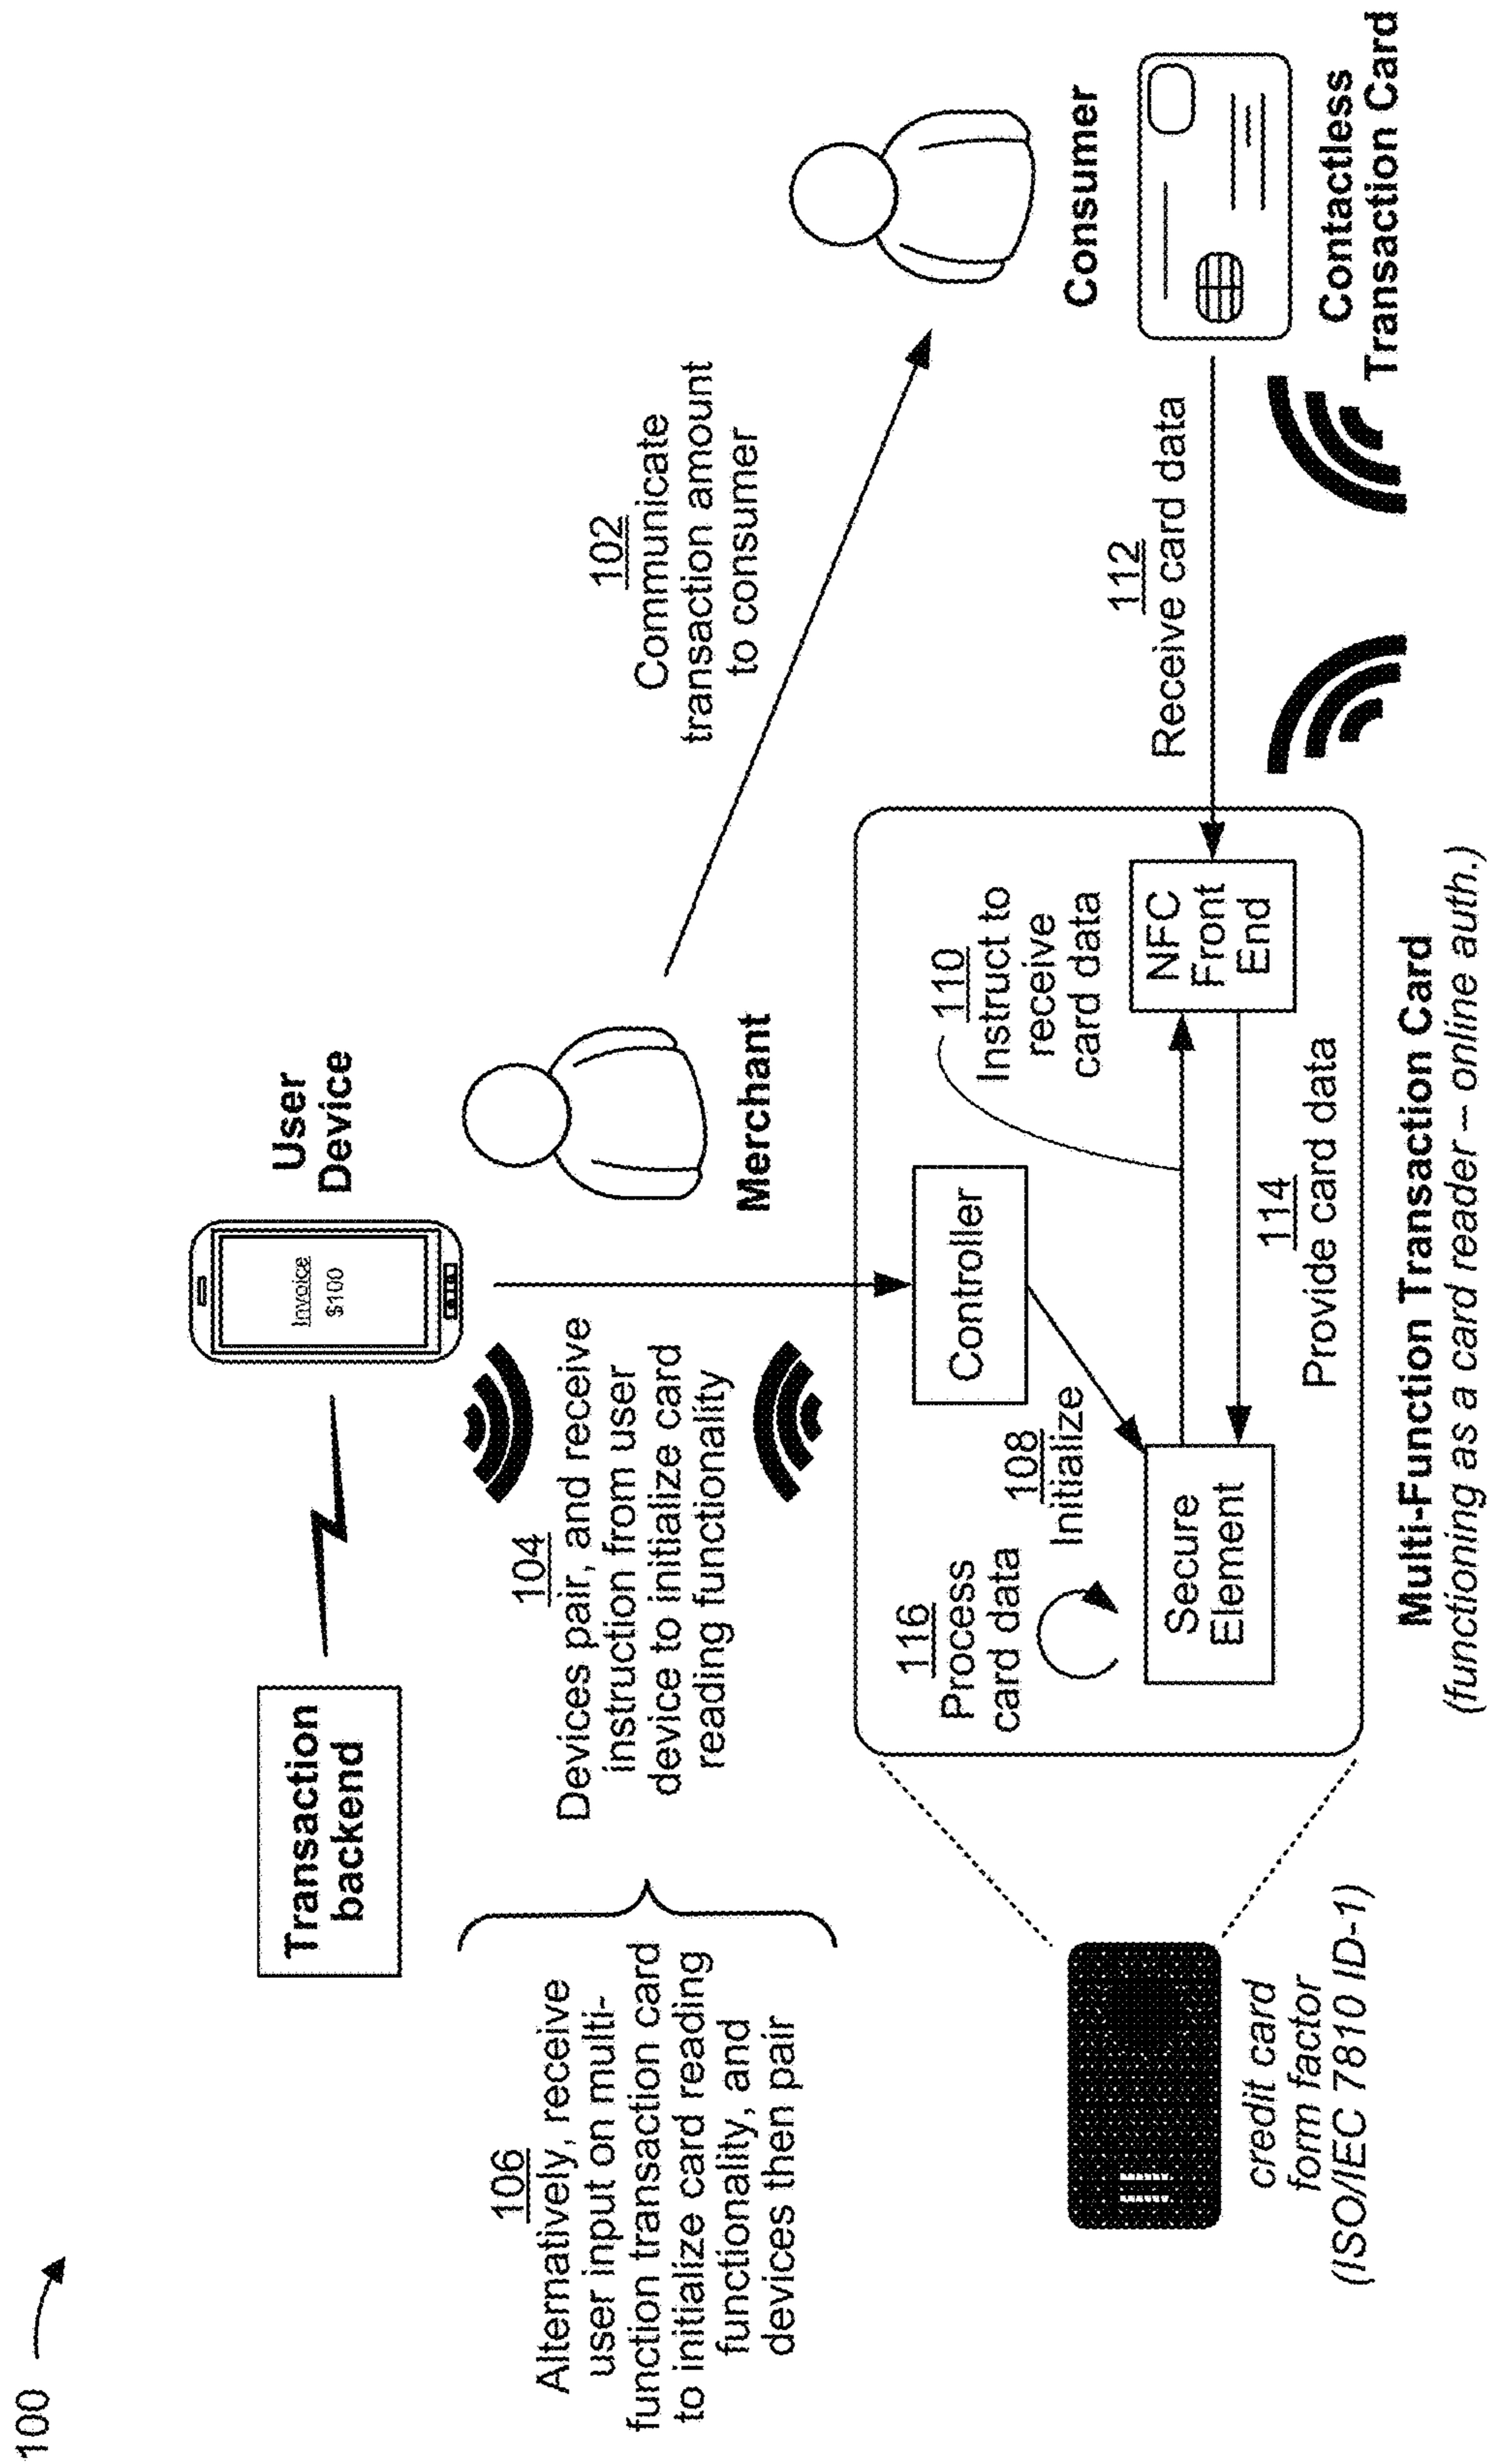 100
Transaction
backend
User
Device
Invoice
$100
106
Alternatively, receive
user input on multi-
function transaction card
to initialize card reading
functionality, and
devices then pair
104
Devices pair, and receive
instruction from user
device to initialize card
reading functionality
Merchant
102
Communicate
transaction amount
to consumer
Consumer
credit card
form factor
(ISO/IEC 7810 ID-1)
116
Process
card data
108
Initialize
Controller
110
Instruct to
receive
card data
Secure
Element
NFC
Front
End
114
Provide card data
112
Receive card data
Contactless
Transaction Card
Multi-Function Transaction Card
(functioning as a card reader – online auth.)